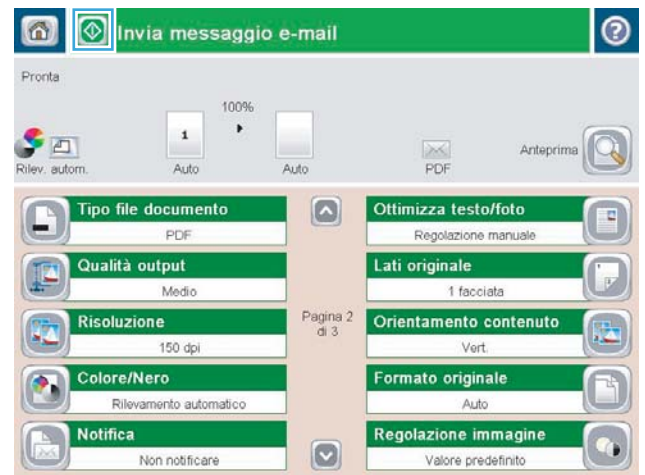 Invia messaggio e-mail
?
Pronta
100%
1
Rilev. autom.
Auto
Auto
PDF
Anteprima
Tipo file documento
PDF
Qualità output
Medio
Risoluzione
150 dpi
Colore/Nero
Rilevamento automatico
Notifica
Non notificare
Pagina 2
di 3
Ottimizza testo/foto
Regolazione manuale
Lati originale
1 facciata
Orientamento contenuto
Vert.
Formato originale
Auto
Regolazione immagine
Valore predefinito